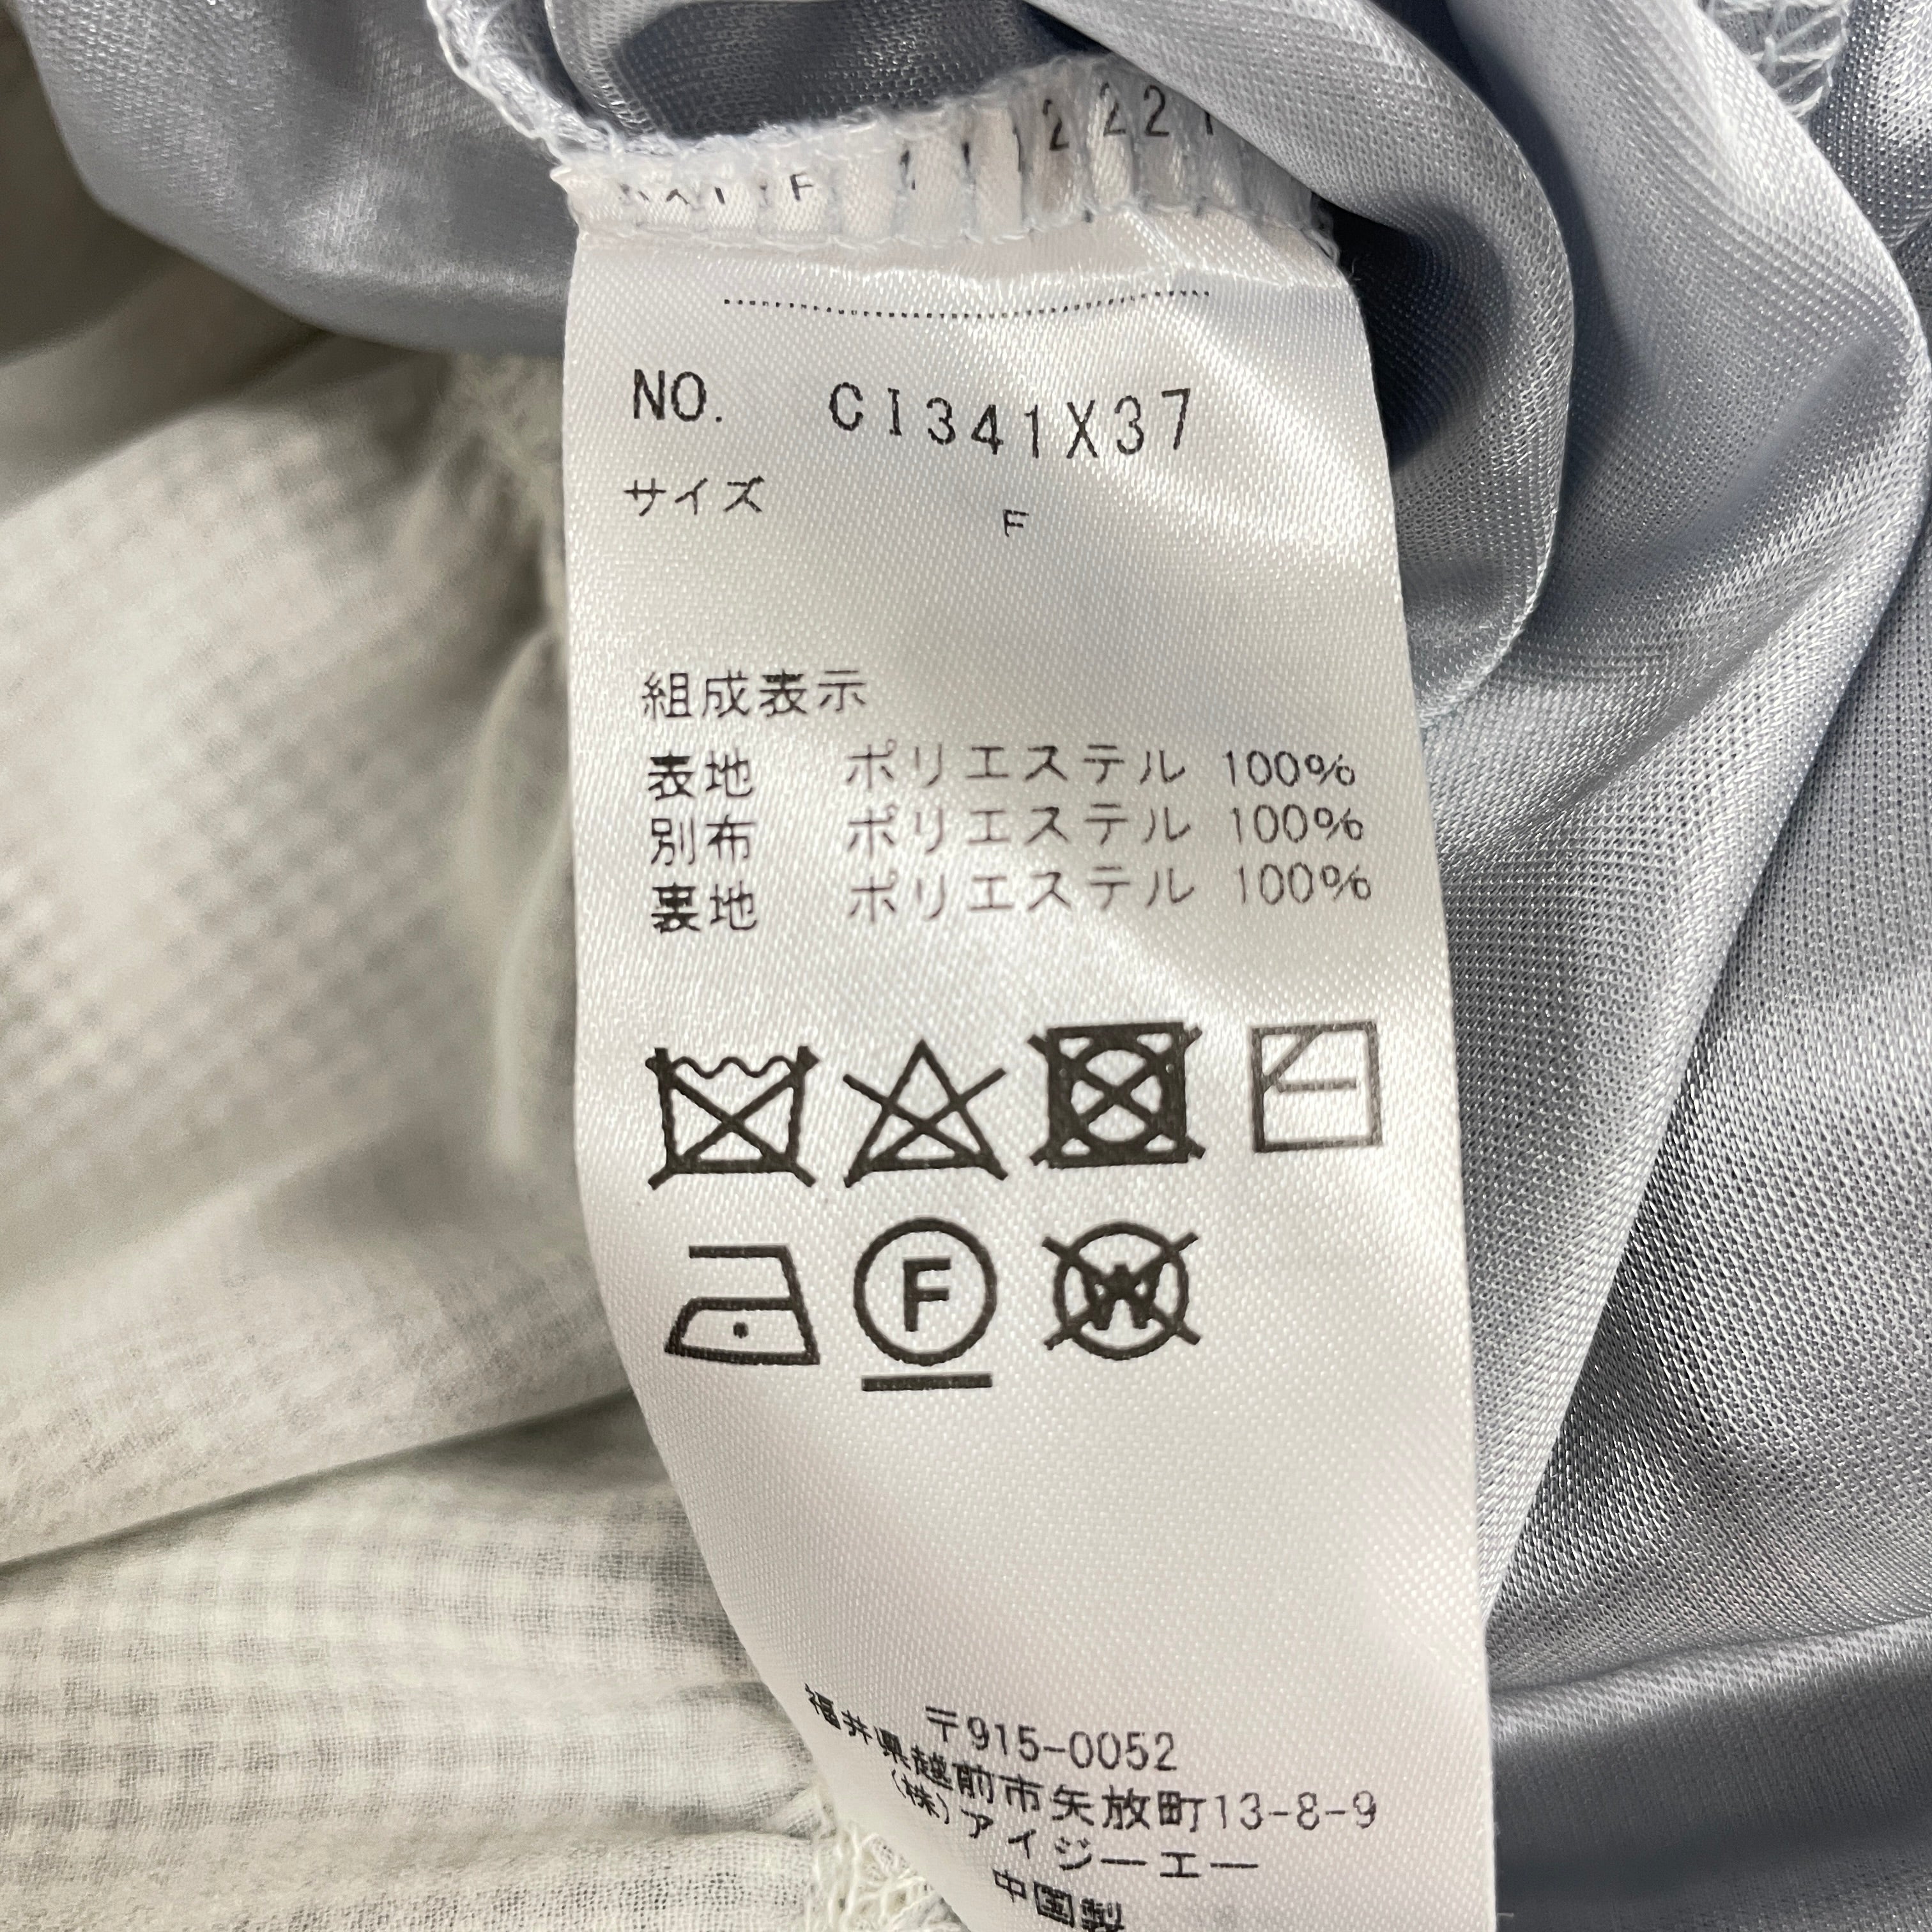 NO. CI341X37
サイズ F
組成表示
表地 ポリエステル 100%
別布 ポリエステル 100%
裏地 ポリエステル 100%
F
W
〒915-0052
福井県越前市矢放町13-8-9
(株)アイジーエー
中国製